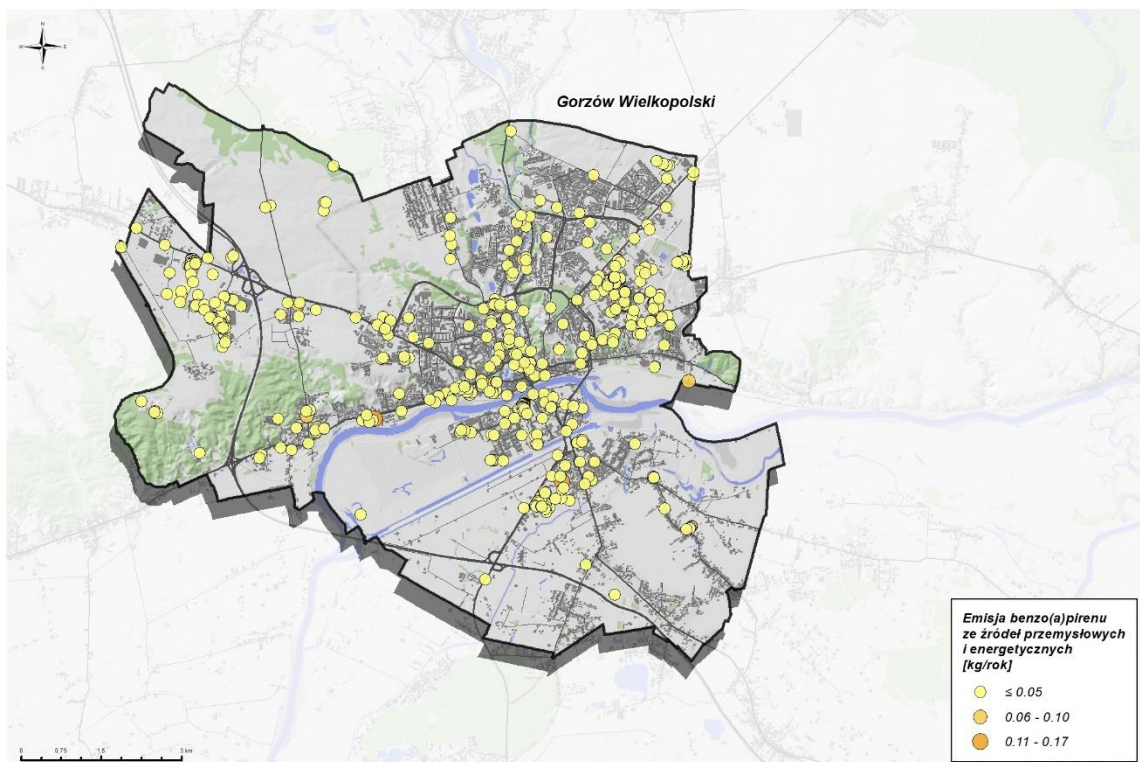 N
W E
S
Gorzów Wielkopolski
Emisja benzo(a)pirenu
ze źródeł przemysłowych
i energetycznych
[kg/rok]
≤ 0.05
0.06 - 0.10
0.11 - 0.17
0 0.75 1.5 3 km